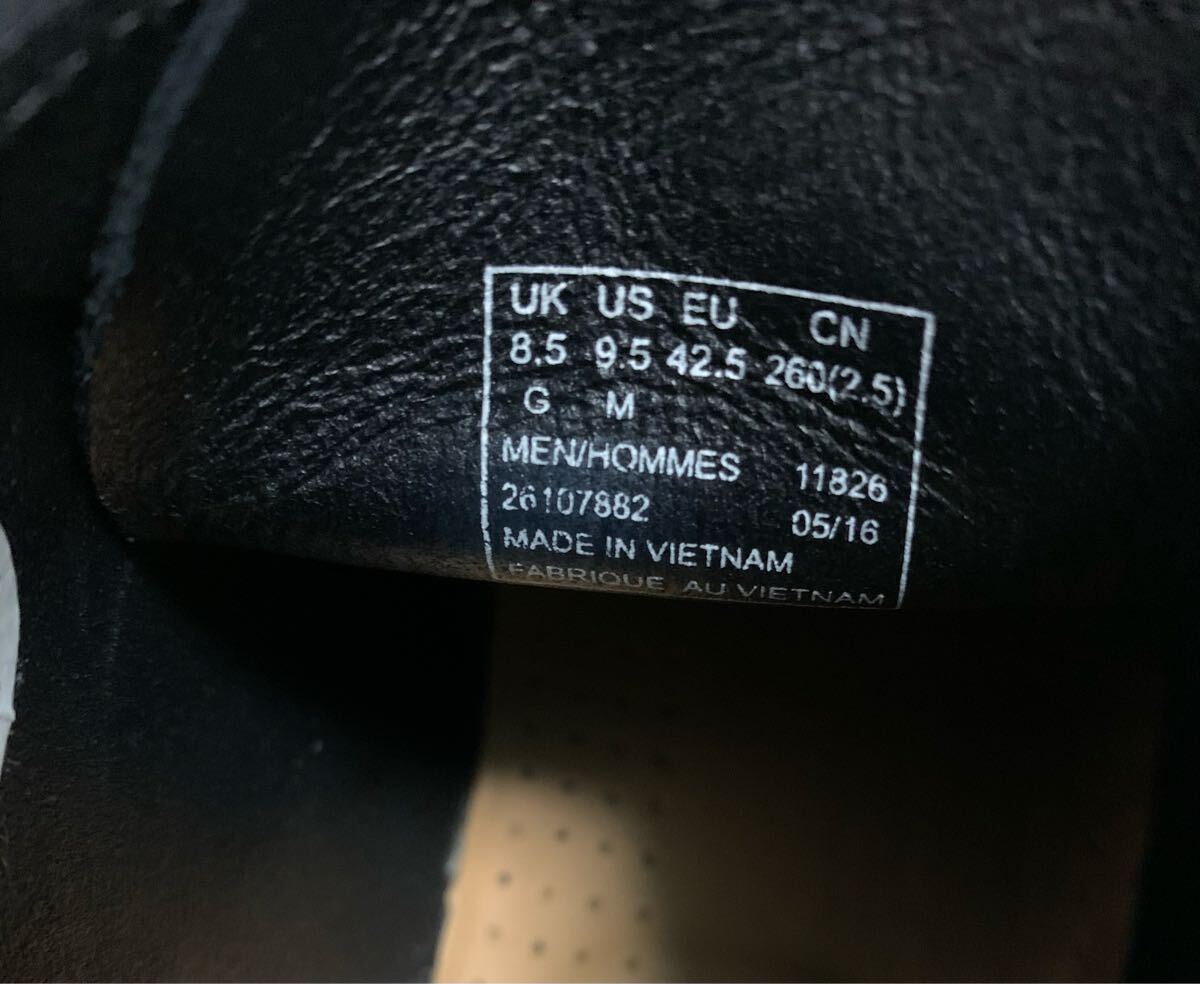 UK US EU CN
8.5 9.5 42.5 260(2.5)
G M
MEN/HOMMES 11826
26107882 05/16
MADE IN VIETNAM
FABRIQUE AU VIETNAM